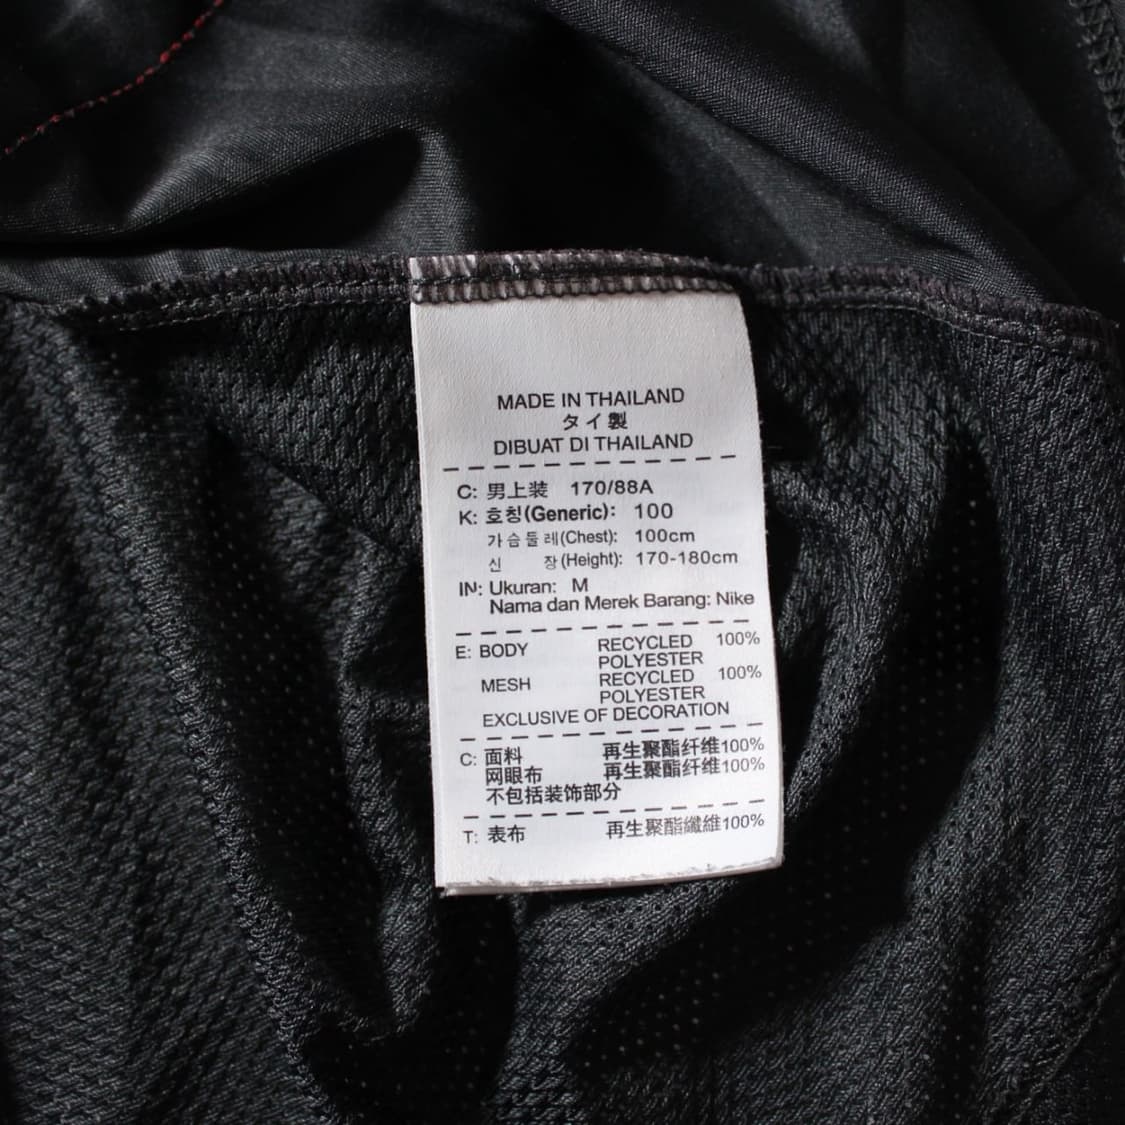 MADE IN THAILAND
タイ製
DIBUAT DI THAILAND
C: 男上装 170/88A
K: 호칭(Generic): 100
가슴둘레(Chest): 100cm
신 장(Height): 170-180cm
IN: Ukuran: M
Nama dan Merek Barang: Nike
E: BODY RECYCLED 100%
POLYESTER
MESH RECYCLED 100%
POLYESTER
EXCLUSIVE OF DECORATION
C: 面料 再生聚酯纤维100%
网眼布 再生聚酯纤维100%
不包括装饰部分
T: 表布 再生聚酯纖維100%